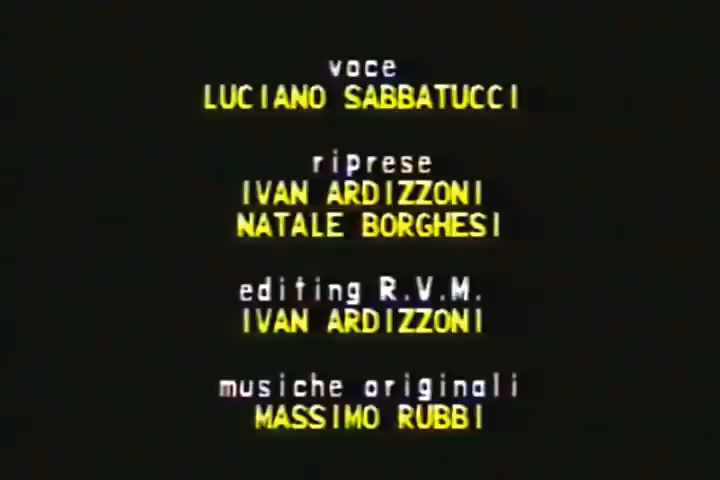 voce
LUCIANO SABBATUCCI
riprese
IVAN ARDIZZONI
NATALE BORGHESI
editing R.V.M.
IVAN ARDIZZONI
musiche originali
MASSIMO RUBBI